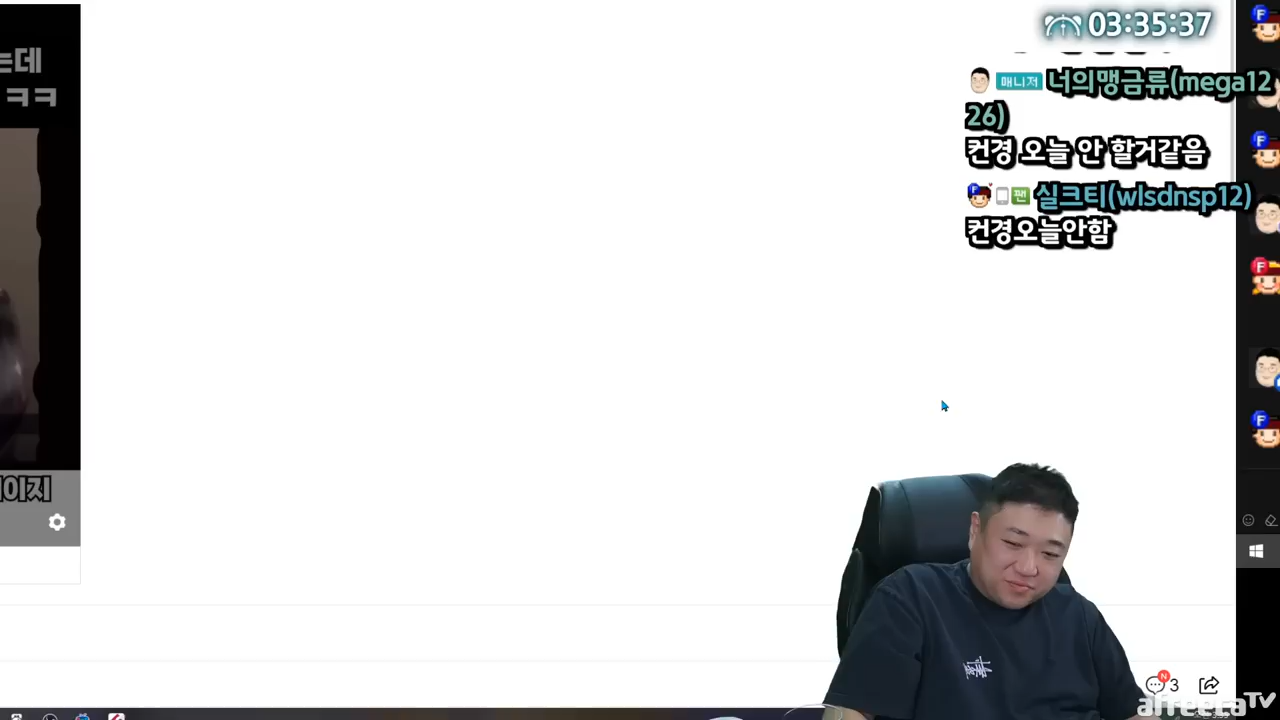 03:35:37
는데
ㅋㅋ
매니저 너의맹금류(mega12
26)
컨경 오늘 안 할거같음
팬 실크티(wlsdnsp12)
컨경오늘안함
이지
3
afreecaTV